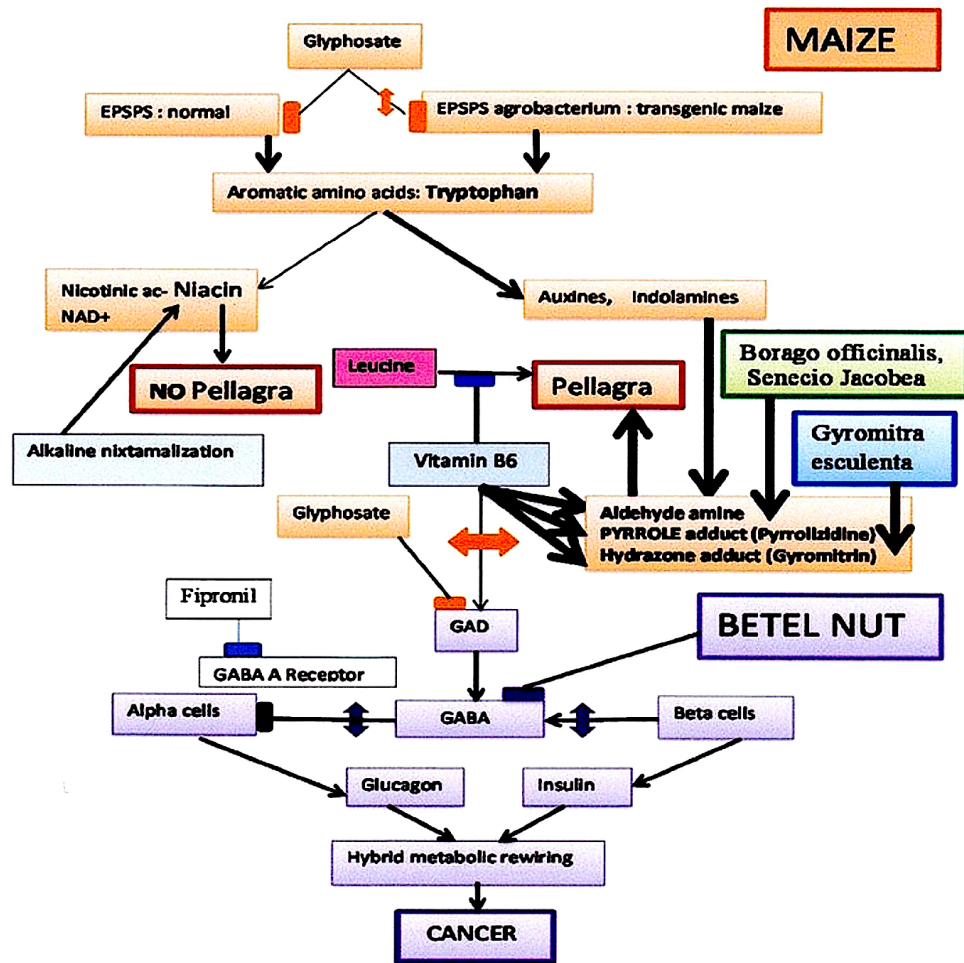 Glyphosate
MAIZE
EPSPS : normal
EPSPS agrobacterium : transgenic maize
Aromatic amino acids: Tryptophan
Nicotinic ac- Niacin
NAD+
Auxines, Indolamines
Leucine
NO Pellagra
Pellagra
Borago officinalis,
Senecio Jacobea
Gyromitra
esculenta
Alkaline nixtamalization
Vitamin B6
Glyphosate
Aldehyde amine
PYRROLE adduct (Pyrrolizidine)
Hydrazone adduct (Gyromitrin)
Fipronil
GAD
BETEL NUT
GABA A Receptor
Alpha cells
GABA
Beta cells
Glucagon
Insulin
Hybrid metabolic rewiring
CANCER